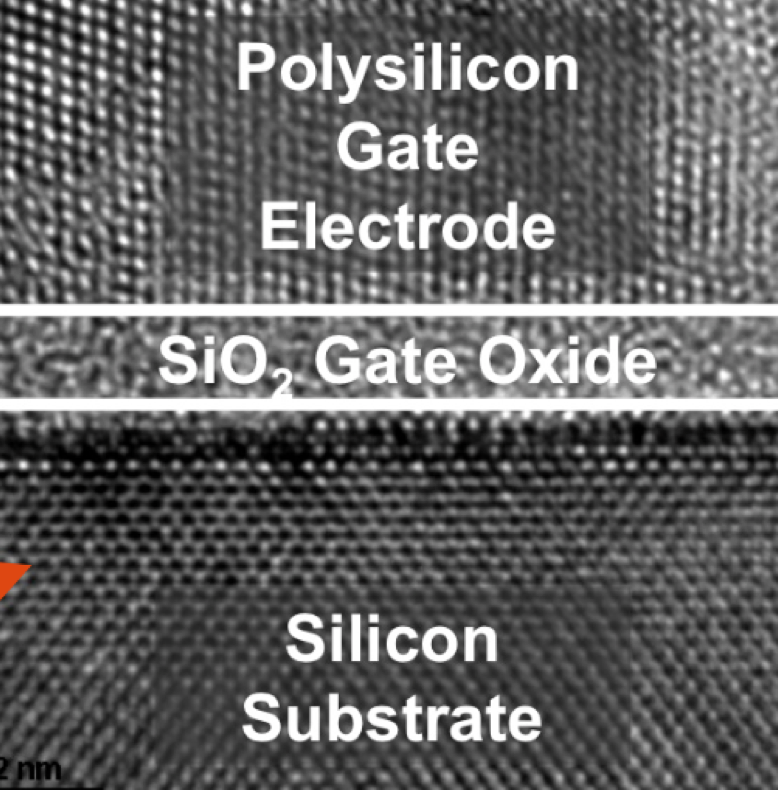 Polysilicon
Gate
Electrode
SiO₂ Gate Oxide
Silicon
Substrate
2 nm